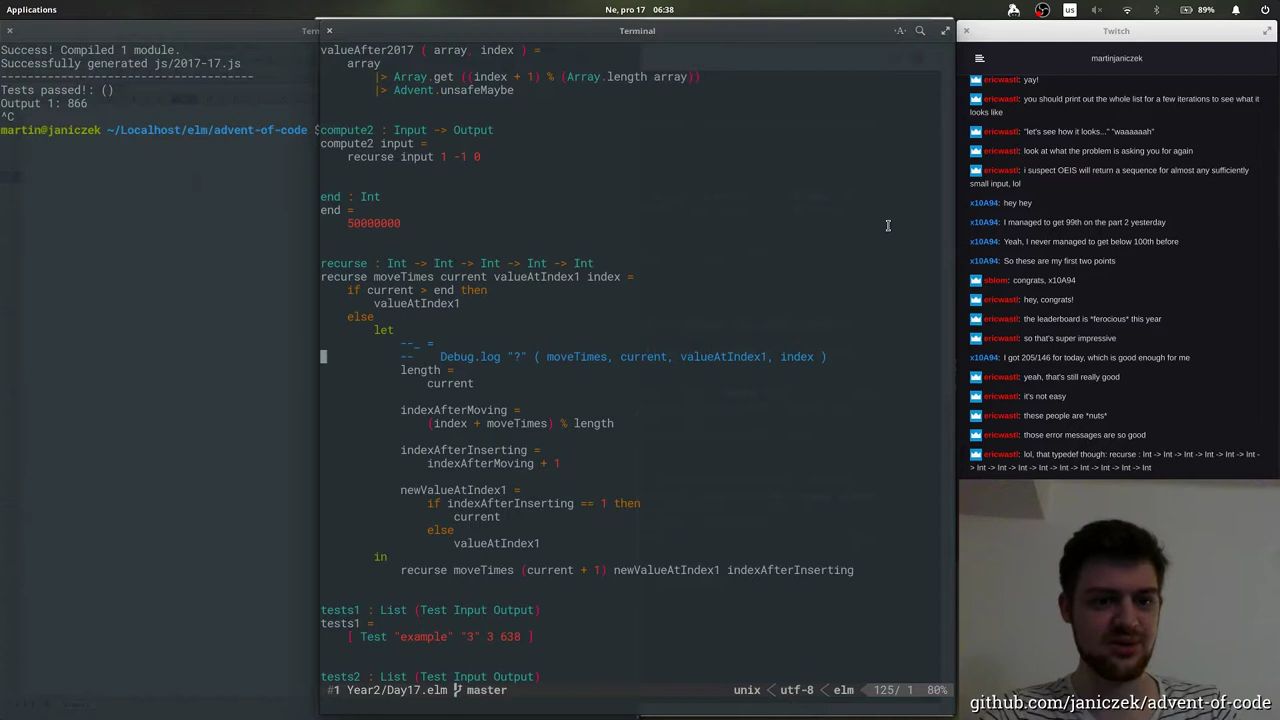 Applications
Ne, pro 17 06:38
us
89%
Term
Success! Compiled 1 module.
Successfully generated js/2017-17.js
--------------------------------------
Tests passed!: ()
Output 1: 866
^C
martin@janiczek ~/Localhost/elm/advent-of-code $
Terminal
valueAfter2017 ( array, index ) =
    array
        |> Array.get ((index + 1) % (Array.length array))
        |> Advent.unsafeMaybe
compute2 : Input -> Output
compute2 input =
    recurse input 1 -1 0
end : Int
end =
    50000000
recurse : Int -> Int -> Int -> Int -> Int
recurse moveTimes current valueAtIndex1 index =
    if current > end then
        valueAtIndex1
    else
        let
            --_ =
            --    Debug.log "?" ( moveTimes, current, valueAtIndex1, index )
            length =
                current
            indexAfterMoving =
                (index + moveTimes) % length
            indexAfterInserting =
                indexAfterMoving + 1
            newValueAtIndex1 =
                if indexAfterInserting == 1 then
                    current
                else
                    valueAtIndex1
        in
            recurse moveTimes (current + 1) newValueAtIndex1 indexAfterInserting
tests1 : List (Test Input Output)
tests1 =
    [ Test "example" "3" 3 638 ]
tests2 : List (Test Input Output)
#1 Year2/Day17.elm master unix < utf-8 < elm 125/ 1 80%
Twitch
martinjaniczek
ericwastl: yay!
ericwastl: you should print out the whole list for a few iterations to see what it
looks like
ericwastl: "let's see how it looks..." "waaaaaah"
ericwastl: look at what the problem is asking you for again
ericwastl: i suspect OEIS will return a sequence for almost any sufficiently
small input, lol
x10A94: hey hey
x10A94: I managed to get 99th on the part 2 yesterday
x10A94: Yeah, I never managed to get below 100th before
x10A94: So these are my first two points
sbiom: congrats, x10A94
ericwastl: hey, congrats!
ericwastl: the leaderboard is *ferocious* this year
ericwastl: so that's super impressive
x10A94: I got 205/146 for today, which is good enough for me
ericwastl: yeah, that's still really good
ericwastl: it's not easy
ericwastl: these people are *nuts*
ericwastl: those error messages are so good
ericwastl: lol, that typedef though: recurse : Int -> Int -> Int -> Int -> Int -
> Int -> Int -> Int -> Int -> Int -> Int -> Int -> Int
github.com/janiczek/advent-of-code